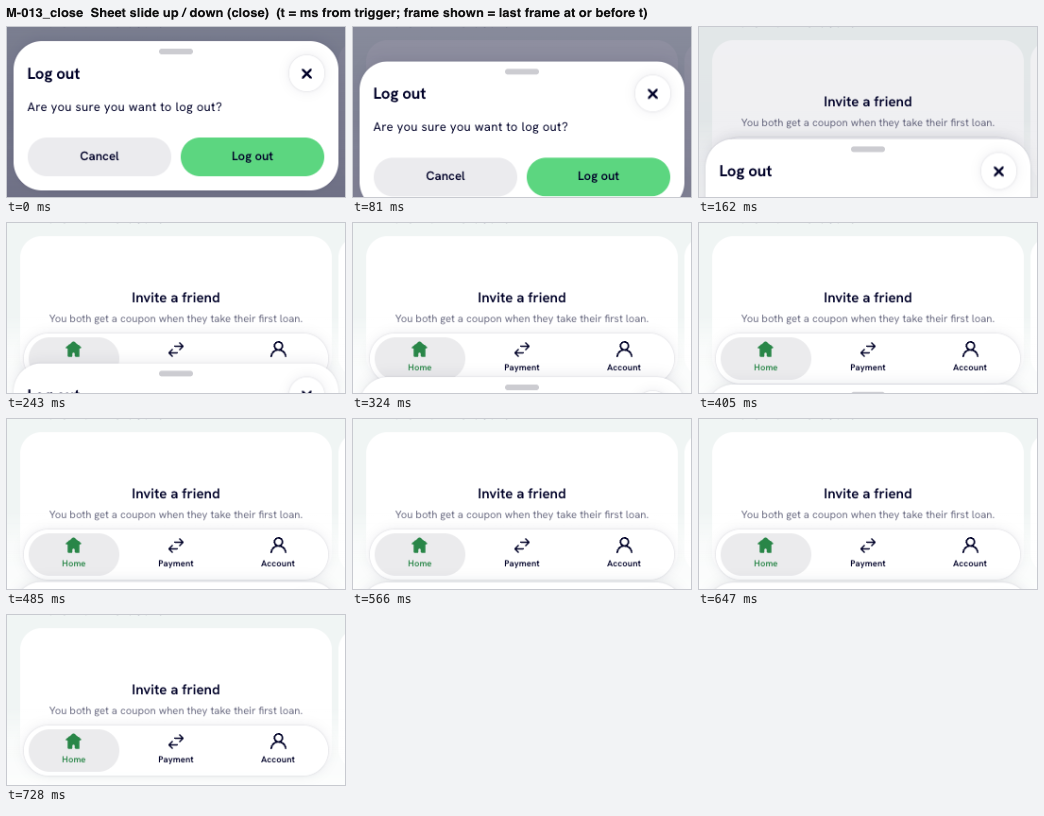 M-013_close Sheet slide up / down (close) (t = ms from trigger; frame shown = last frame at or before t)
Log out
Are you sure you want to log out?
Cancel
Log out
t=0 ms
Log out
Are you sure you want to log out?
Cancel
Log out
t=81 ms
Invite a friend
You both get a coupon when they take their first loan.
Log out
t=162 ms
Invite a friend
You both get a coupon when they take their first loan.
t=243 ms
Invite a friend
You both get a coupon when they take their first loan.
Home
Payment
Account
t=324 ms
Invite a friend
You both get a coupon when they take their first loan.
Home
Payment
Account
t=405 ms
Invite a friend
You both get a coupon when they take their first loan.
Home
Payment
Account
t=485 ms
Invite a friend
You both get a coupon when they take their first loan.
Home
Payment
Account
t=566 ms
Invite a friend
You both get a coupon when they take their first loan.
Home
Payment
Account
t=647 ms
Invite a friend
You both get a coupon when they take their first loan.
Home
Payment
Account
t=728 ms